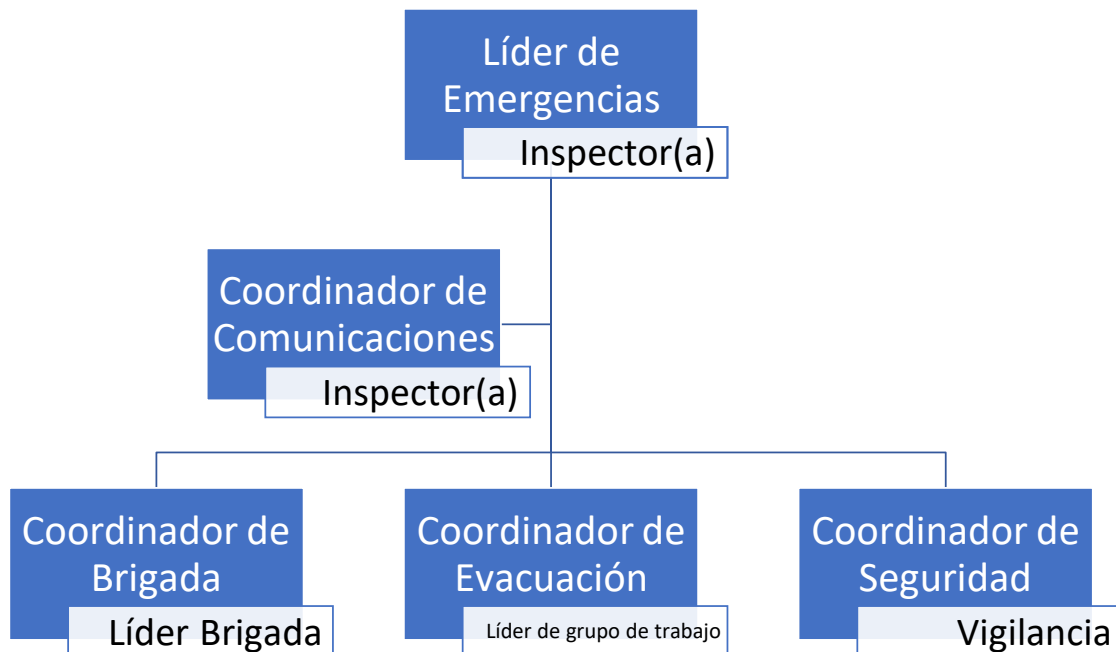 Líder de
Emergencias
Inspector(a)
Coordinador de
Comunicaciones
Inspector(a)
Coordinador de
Brigada
Líder Brigada
Coordinador de
Evacuación
Líder de grupo de trabajo
Coordinador de
Seguridad
Vigilancia